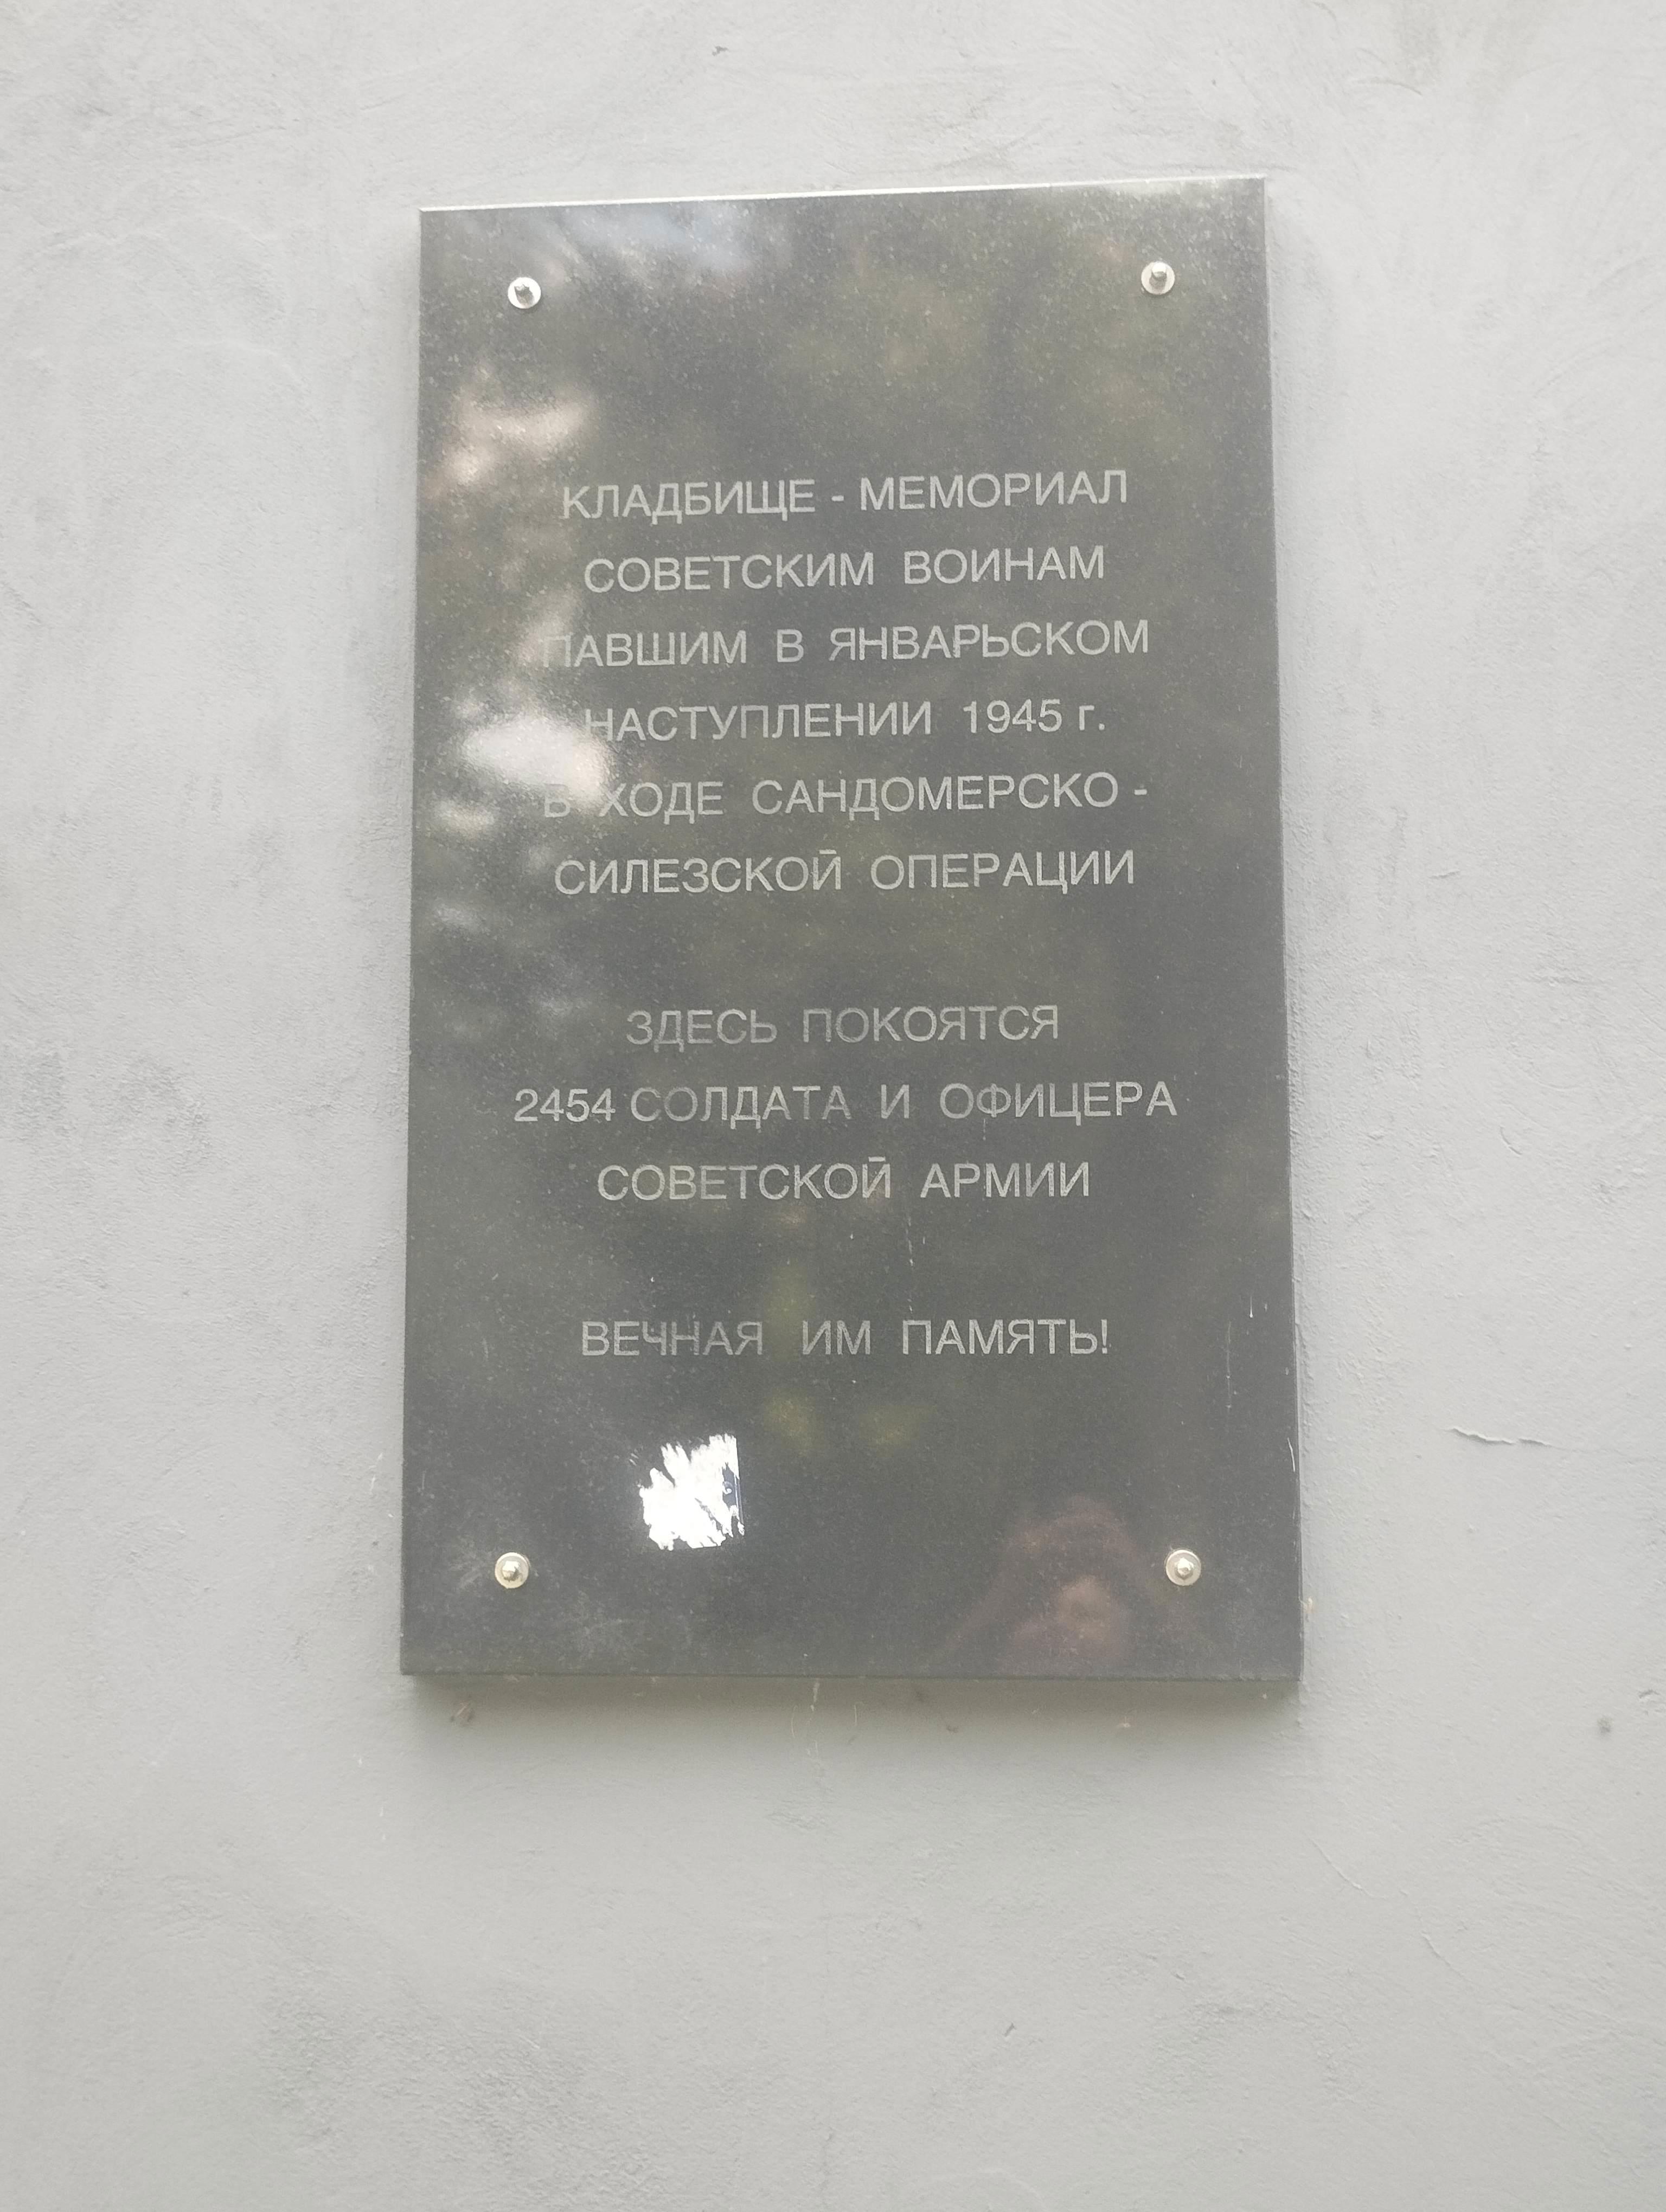 КЛАДБИЩЕ - МЕМОРИАЛ
СОВЕТСКИМ ВОИНАМ
ПАВШИМ В ЯНВАРЬСКОМ
НАСТУПЛЕНИИ 1945 г.
В ХОДЕ САНДОМЕРСКО -
СИЛЕЗСКОЙ ОПЕРАЦИИ
ЗДЕСЬ ПОКОЯТСЯ
2454 СОЛДАТА И ОФИЦЕРА
СОВЕТСКОЙ АРМИИ
ВЕЧНАЯ ИМ ПАМЯТЬ!